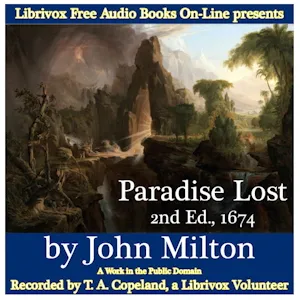 Librivox Free Audio Books On-Line presents
Paradise Lost
2nd Ed., 1674
by John Milton
A Work in the Public Domain
Recorded by T. A. Copeland, a Librivox Volunteer